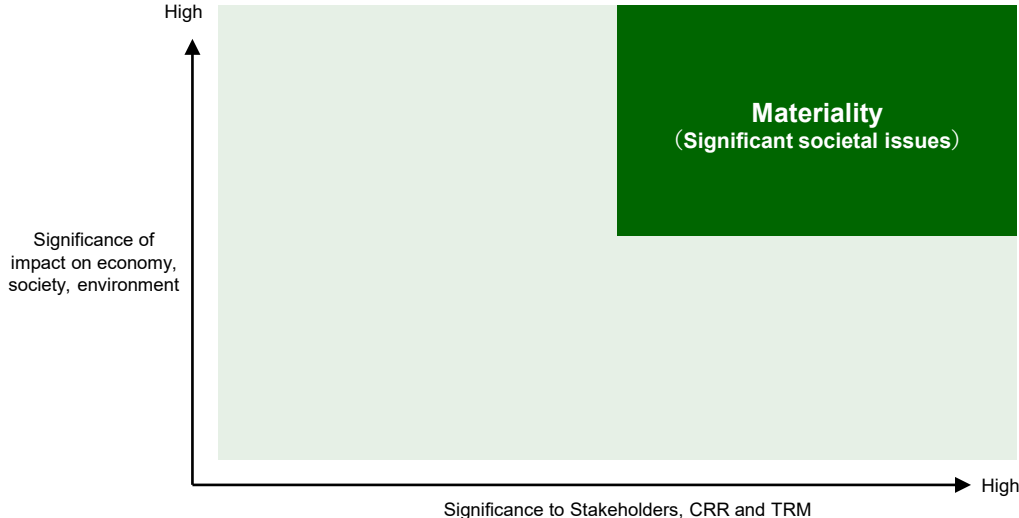 High
Materiality
（Significant societal issues）
Significance of
impact on economy,
society, environment
High
Significance to Stakeholders, CRR and TRM